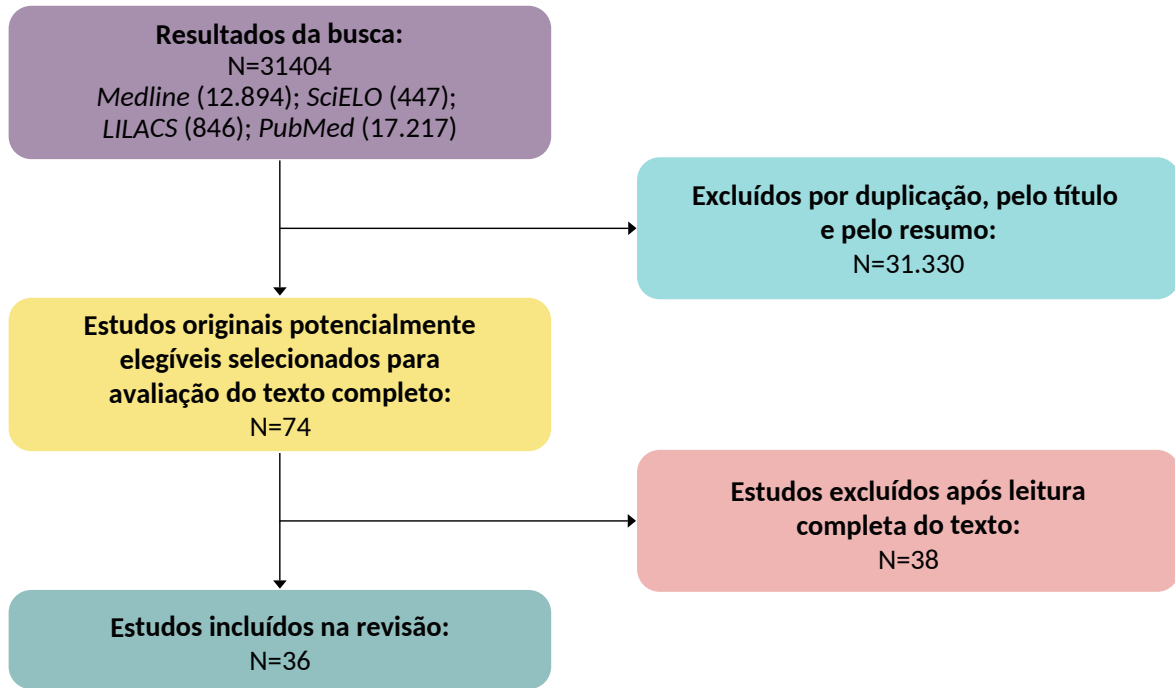 Resultados da busca:
N=31404
Medline (12.894); SciELO (447);
LILACS (846); PubMed (17.217)
Excluídos por duplicação, pelo título
e pelo resumo:
N=31.330
Estudos originais potencialmente
elegíveis selecionados para
avaliação do texto completo:
N=74
Estudos excluídos após leitura
completa do texto:
N=38
Estudos incluídos na revisão:
N=36